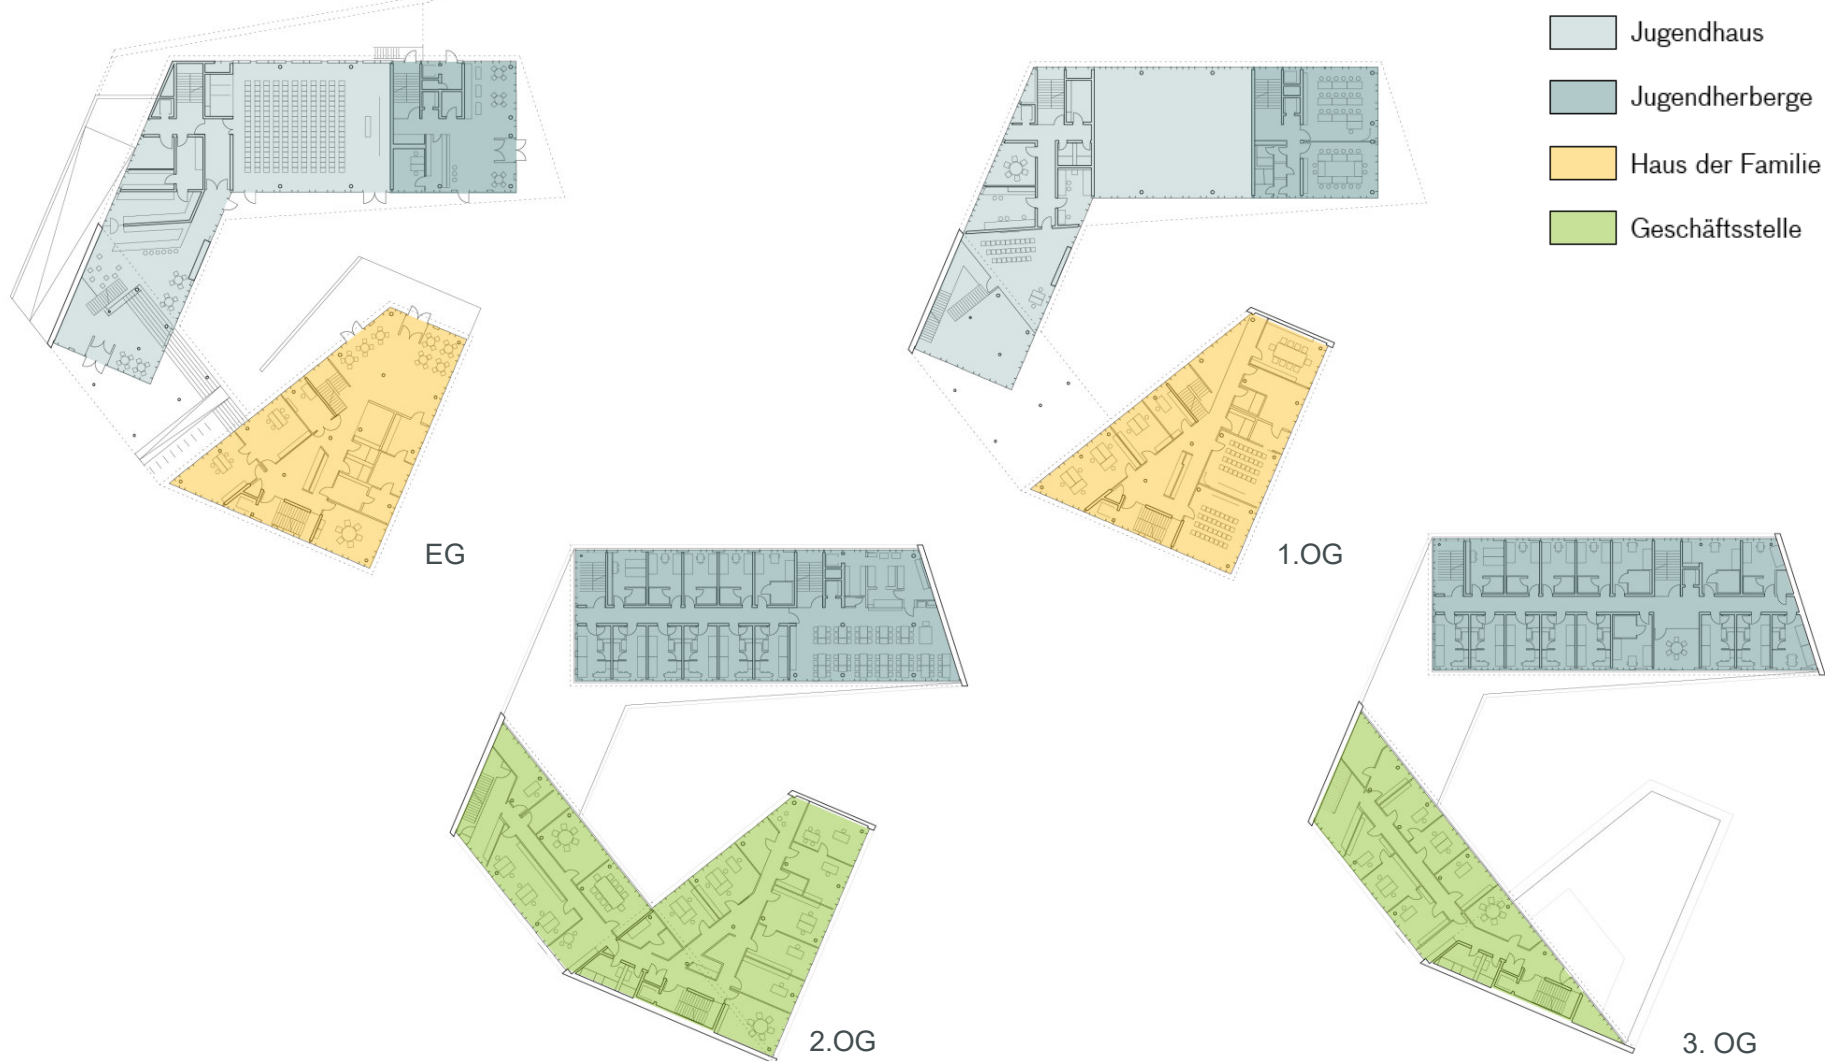 Jugendhaus
Jugendherberge
Haus der Familie
Geschäftsstelle
EG
1.OG
2.OG
3. OG